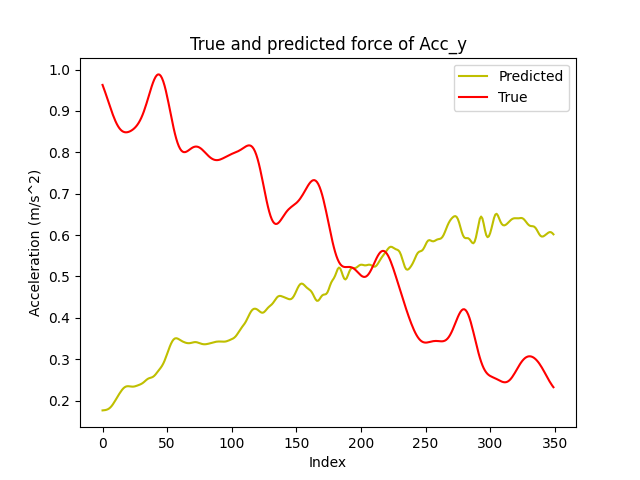 True and predicted force of Acc_y
Predicted
True
Acceleration (m/s^2)
1.0
0.9
0.8
0.7
0.6
0.5
0.4
0.3
0.2
0 50 100 150 200 250 300 350
Index